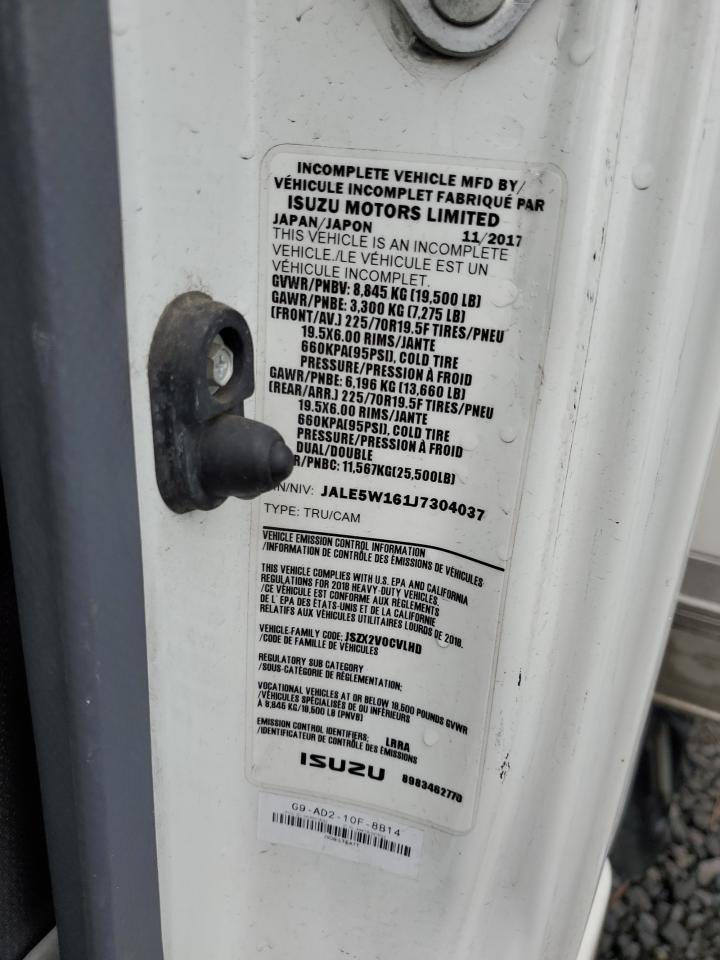 INCOMPLETE VEHICLE MFD BY/
VÉHICULE INCOMPLET FABRIQUÉ PAR
ISUZU MOTORS LIMITED
JAPAN/JAPON 11/2017
THIS VEHICLE IS AN INCOMPLETE
VEHICLE./LE VÉHICULE EST UN
VÉHICULE INCOMPLET.
GVWR/PNBV: 8,845 KG (19,500 LB)
GAWR/PNBE: 3,300 KG (7,275 LB)
(FRONT/AV.) 225/70R19.5F TIRES/PNEU
19.5X6.00 RIMS/JANTE
660KPA(95PSI), COLD TIRE
PRESSURE/PRESSION À FROID
GAWR/PNBE: 6,196 KG (13,660 LB)
(REAR/ARR.) 225/70R19.5F TIRES/PNEU
19.5X6.00 RIMS/JANTE
660KPA(95PSI), COLD TIRE
PRESSURE/PRESSION À FROID
DUAL/DOUBLE
R/PNBC: 11,567KG(25,500LB)
IN/NIV: JALE5W161J7304037
TYPE: TRU/CAM
VEHICLE EMISSION CONTROL INFORMATION
/INFORMATION DE CONTRÔLE DES ÉMISSIONS DE VÉHICULES
THIS VEHICLE COMPLIES WITH U.S. EPA AND CALIFORNIA
REGULATIONS FOR 2018 HEAVY-DUTY VEHICLES.
/CE VÉHICULE EST CONFORME AUX RÈGLEMENTS
DE L' EPA DES ÉTATS-UNIS ET DE LA CALIFORNIE
RELATIFS AUX VÉHICULES UTILITAIRES LOURDS DE 2018.
VEHICLE-FAMILY CODE: JSZX2VOCVLHD
/CODE DE FAMILLE DE VÉHICULES
REGULATORY SUB CATEGORY
/SOUS-CATÉGORIE DE RÈGLEMENTATION:
VOCATIONAL VEHICLES AT OR BELOW 19,500 POUNDS GVWR
/VÉHICULES SPÉCIALISÉS DE OU INFÉRIEURS
À 8,845 KG/19,500 LB (PNVB)
EMISSION CONTROL IDENTIFIERS: LRRA
/IDENTIFICATEUR DE CONTRÔLE DES ÉMISSIONS
ISUZU 8983462770
G9-AD2-10F-8B14